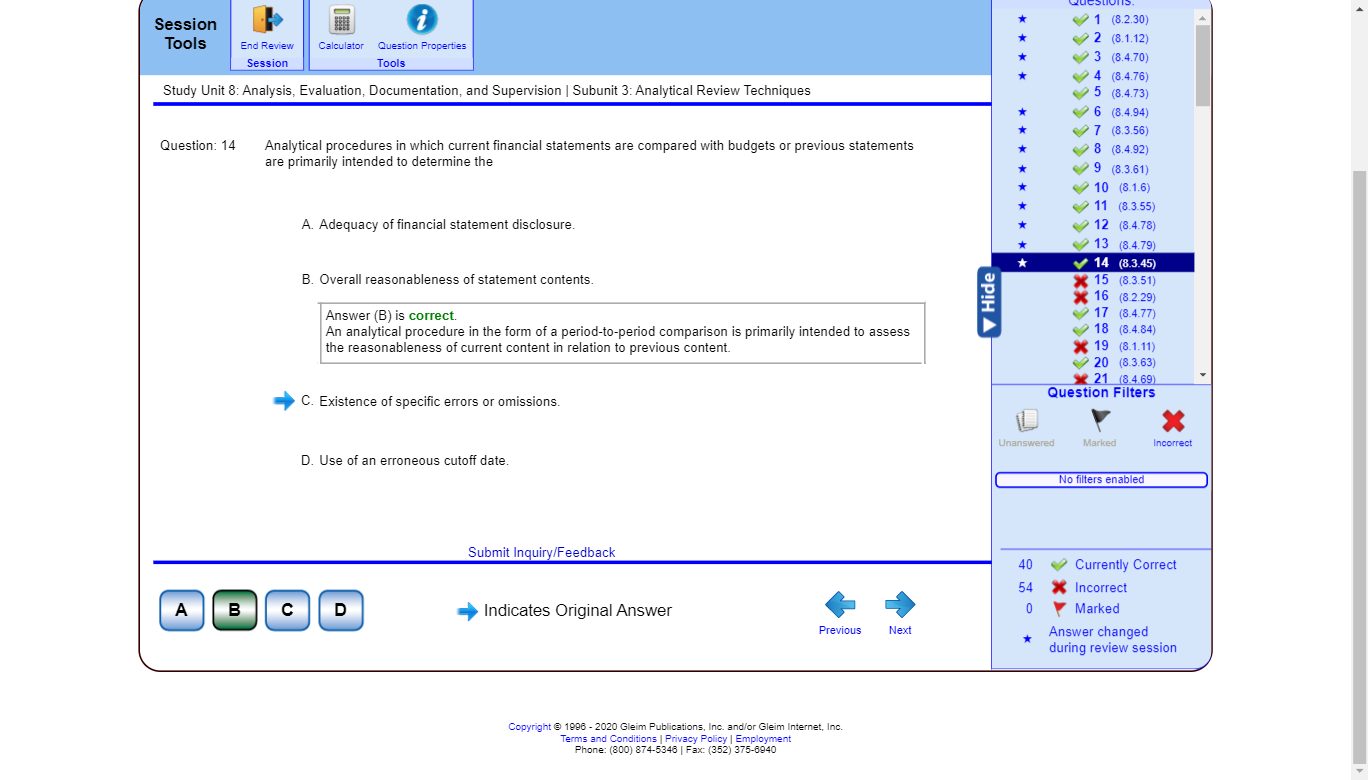 Session
Tools
End Review
Session
Calculator
Question Properties
Tools
Study Unit 8: Analysis, Evaluation, Documentation, and Supervision | Subunit 3: Analytical Review Techniques
Question: 14
Analytical procedures in which current financial statements are compared with budgets or previous statements
are primarily intended to determine the
A. Adequacy of financial statement disclosure.
B. Overall reasonableness of statement contents.
Answer (B) is correct.
An analytical procedure in the form of a period-to-period comparison is primarily intended to assess
the reasonableness of current content in relation to previous content.
C. Existence of specific errors or omissions.
D. Use of an erroneous cutoff date.
Submit Inquiry/Feedback
A
B
C
D
Indicates Original Answer
Previous
Next
Questions:
1 (8.2.30)
2 (8.1.12)
3 (8.4.70)
4 (8.4.76)
5 (8.4.73)
6 (8.4.94)
7 (8.3.56)
8 (8.4.92)
9 (8.3.61)
10 (8.1.6)
11 (8.3.55)
12 (8.4.78)
13 (8.4.79)
14 (8.3.45)
15 (8.3.51)
16 (8.2.29)
17 (8.4.77)
18 (8.4.84)
19 (8.1.11)
20 (8.3.63)
21 (8.4.69)
Hide
Question Filters
Unanswered
Marked
Incorrect
No filters enabled
40 Currently Correct
54 Incorrect
0 Marked
Answer changed
during review session
Copyright © 1996 - 2020 Gleim Publications, Inc. and/or Gleim Internet, Inc.
Terms and Conditions | Privacy Policy | Employment
Phone: (800) 874-5346 | Fax: (352) 375-6940